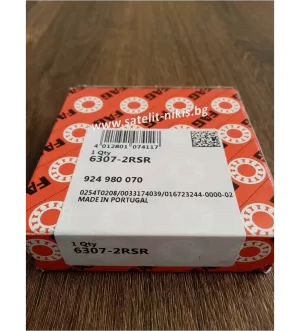 www.satelit-nikis.bg
FAG
4 012801 074117
1 Qty
6307-2RSR
924 980 070
0254T0208/0033174039/016723244-0000-02
MADE IN PORTUGAL
1 Qty
6307-2RSR